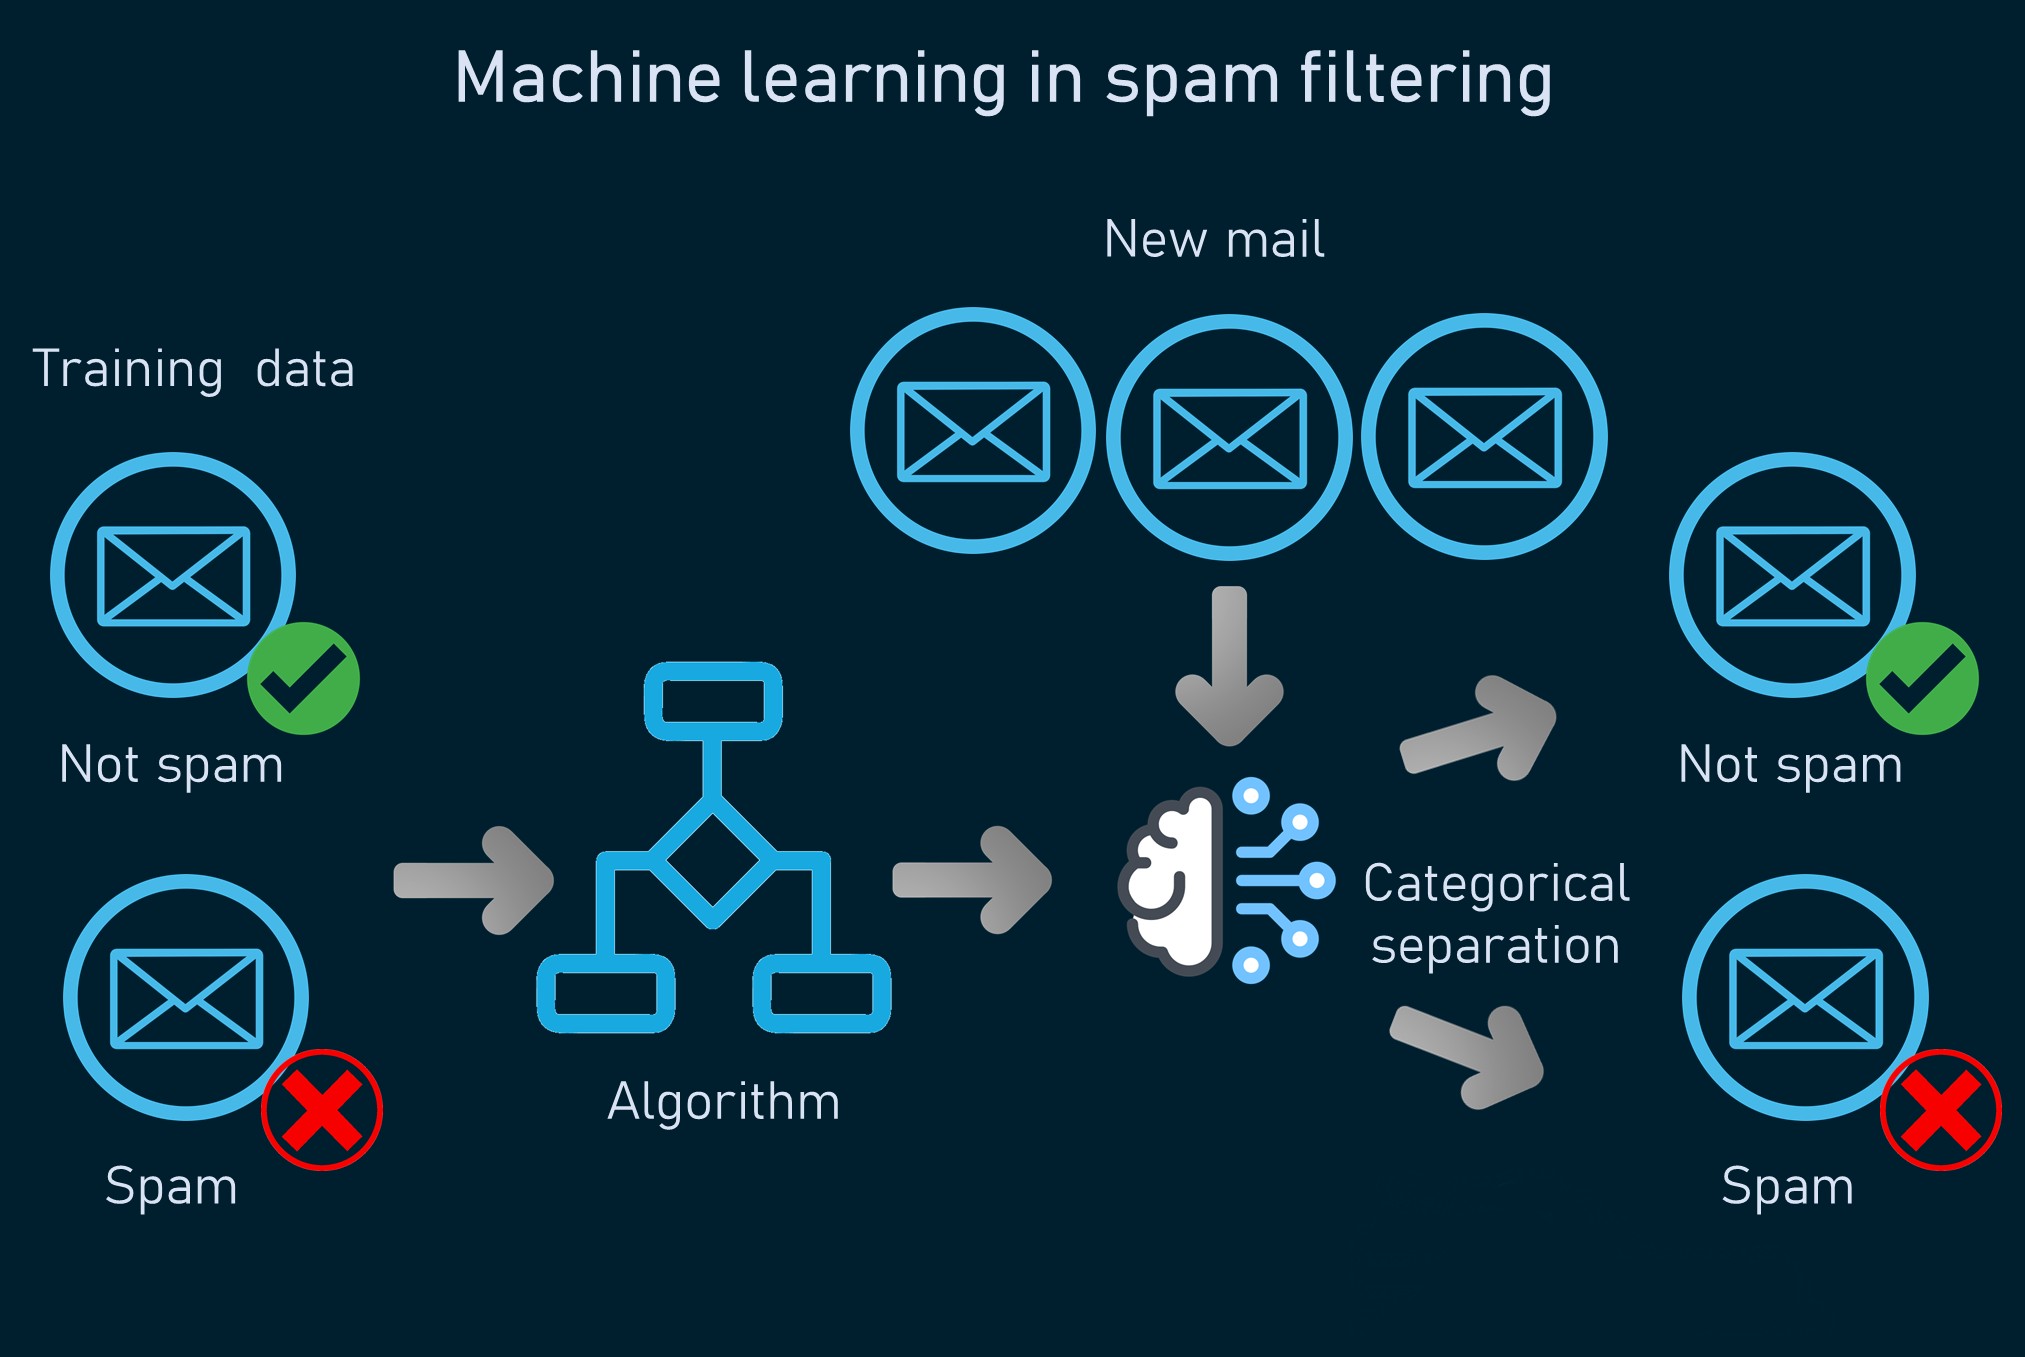 Machine learning in spam filtering
New mail
Training data
Not spam
Spam
Algorithm
Categorical
separation
Not spam
Spam